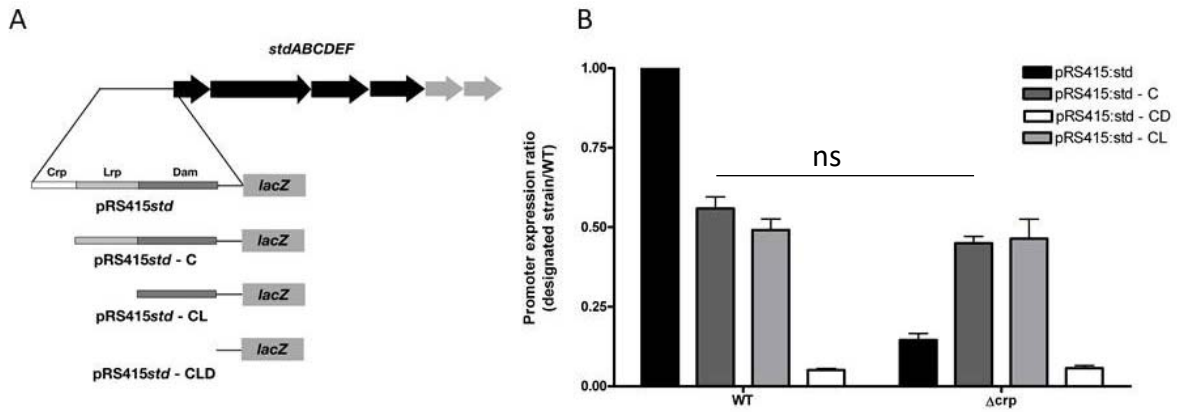 A
stdABCDEF
Crp Lrp Dam
lacZ
pRS415std
lacZ
pRS415std - C
lacZ
pRS415std - CL
lacZ
pRS415std - CLD
B
Promoter expression ratio
(designated strain/WT)
1.00
0.75
0.50
0.25
0.00
ns
pRS415:std
pRS415:std - C
pRS415:std - CD
pRS415:std - CL
WT Δcrp